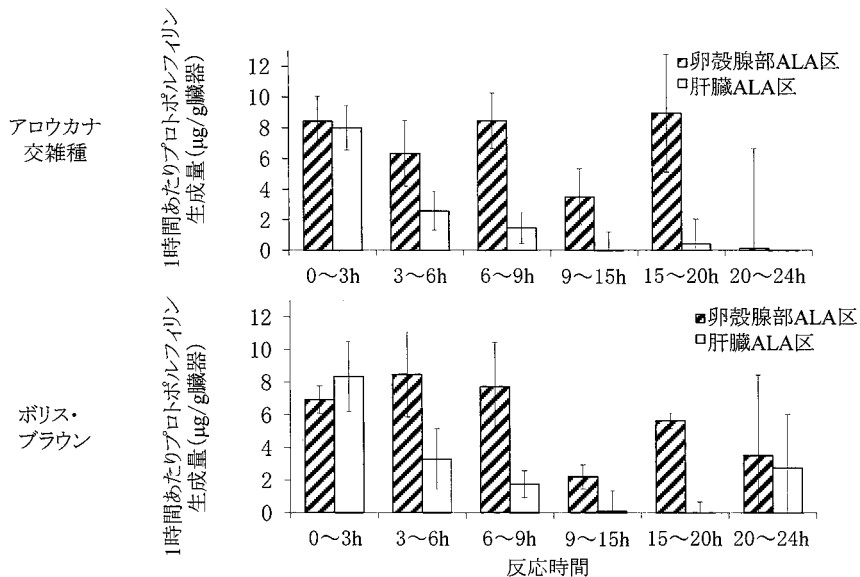 アロウカナ
交雑種
1時間あたりプロトポルフィリン
生成量(μg/g臓器)
12
10
8
6
4
2
0
卵殻腺部ALA区
肝臓ALA区
0～3h
3～6h
6～9h
9～15h
15～20h
20～24h
ボリス・
ブラウン
1時間あたりプロトポルフィリン
生成量(μg/g臓器)
12
10
8
6
4
2
0
卵殻腺部ALA区
肝臓ALA区
0～3h
3～6h
6～9h
9～15h
15～20h
20～24h
反応時間